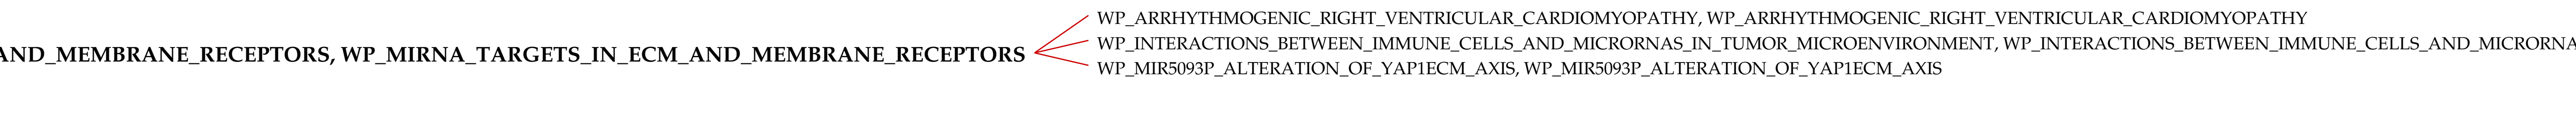 AND_MEMBRANE_RECEPTORS, WP_MIRNA_TARGETS_IN_ECM_AND_MEMBRANE_RECEPTORS
WP_ARRHYTHMOGENIC_RIGHT_VENTRICULAR_CARDIOMYOPATHY, WP_ARRHYTHMOGENIC_RIGHT_VENTRICULAR_CARDIOMYOPATHY
WP_INTERACTIONS_BETWEEN_IMMUNE_CELLS_AND_MICRORNAS_IN_TUMOR_MICROENVIRONMENT, WP_INTERACTIONS_BETWEEN_IMMUNE_CELLS_AND_MICRORNA
WP_MIR5093P_ALTERATION_OF_YAP1ECM_AXIS, WP_MIR5093P_ALTERATION_OF_YAP1ECM_AXIS